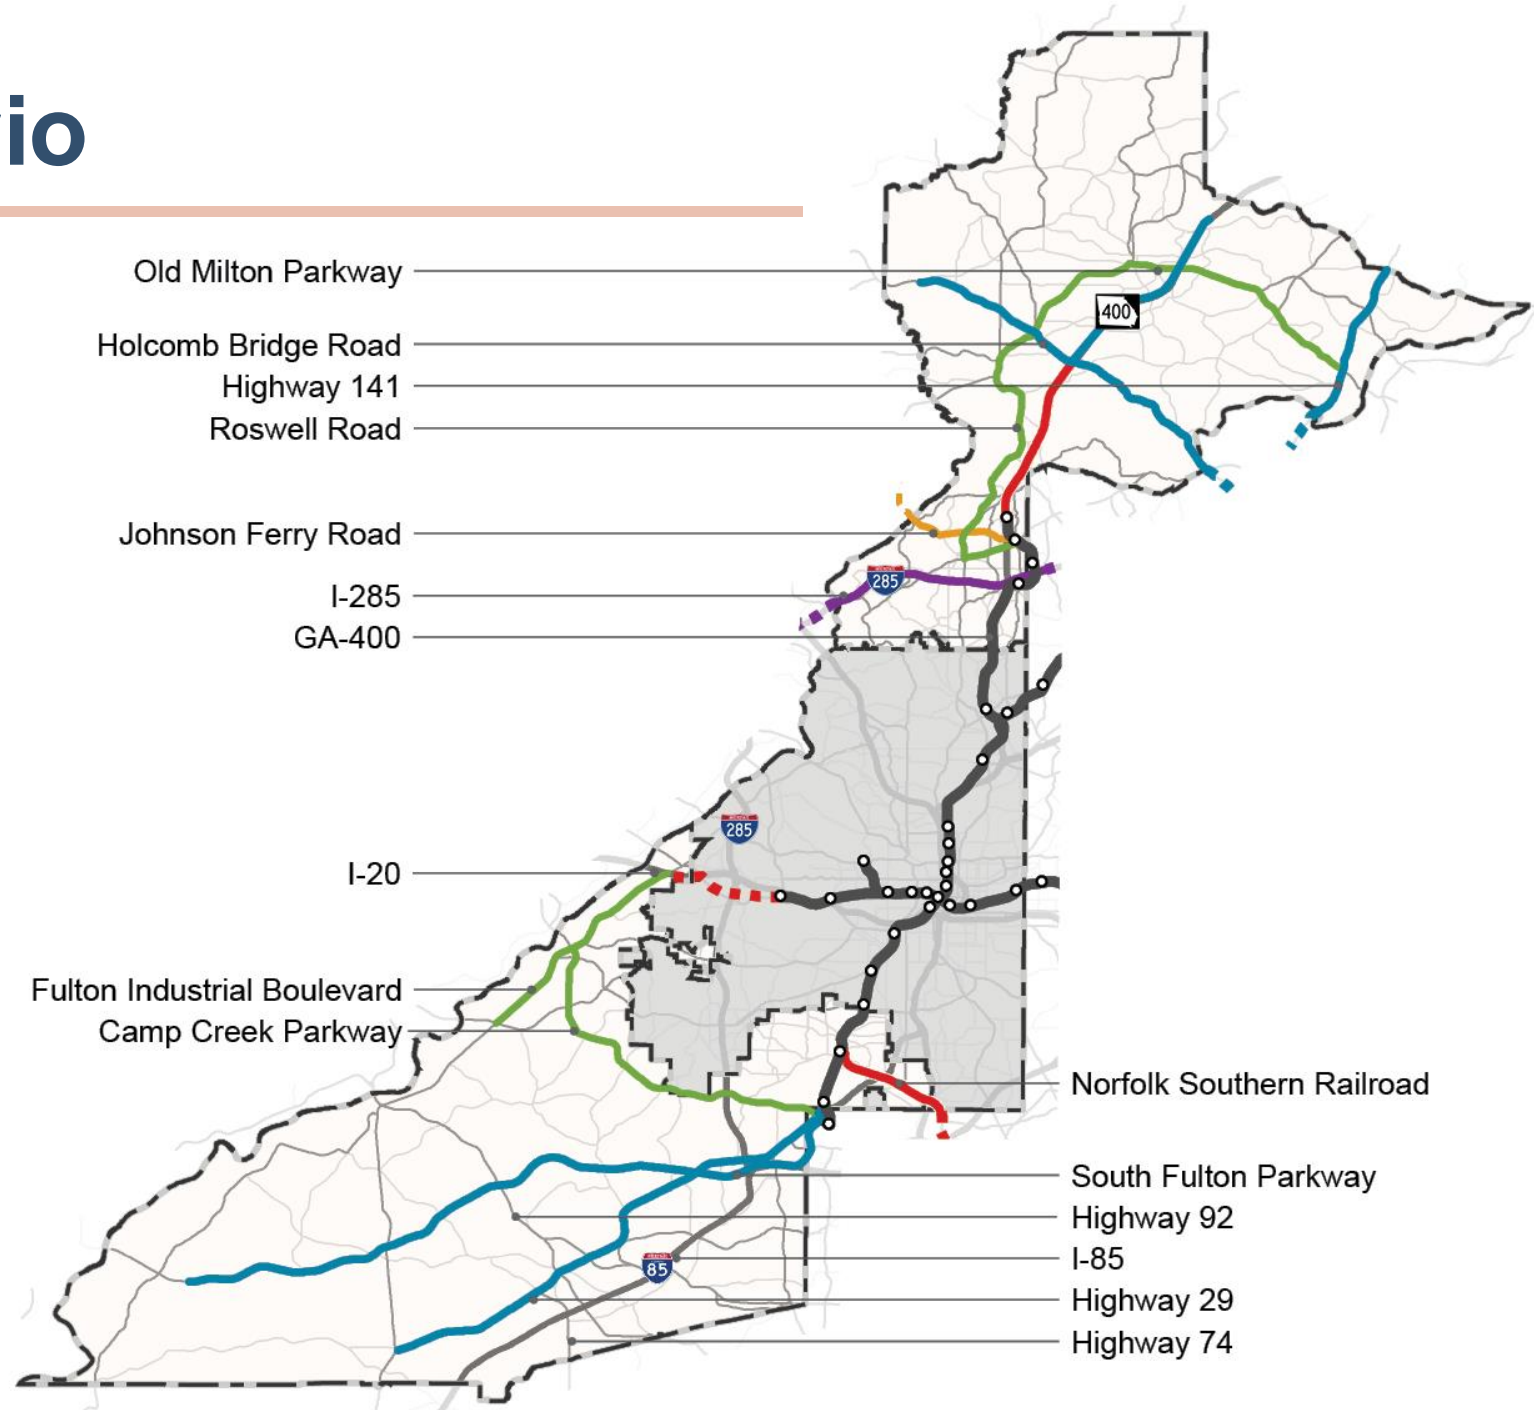 io
Old Milton Parkway
400
Holcomb Bridge Road
Highway 141
Roswell Road
Johnson Ferry Road
285
I-285
GA-400
285
I-20
Fulton Industrial Boulevard
Camp Creek Parkway
Norfolk Southern Railroad
South Fulton Parkway
Highway 92
I-85
85
Highway 29
Highway 74